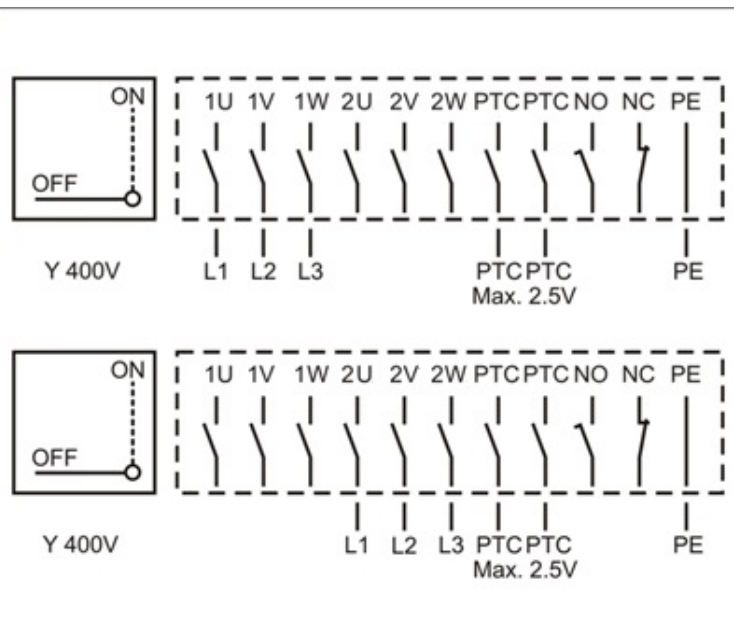 ON 1U 1V 1W 2U 2V 2W PTC PTC NO NC PE
OFF
Y 400V L1 L2 L3 PTC PTC PE
Max. 2.5V
ON 1U 1V 1W 2U 2V 2W PTC PTC NO NC PE
OFF
Y 400V L1 L2 L3 PTC PTC PE
Max. 2.5V